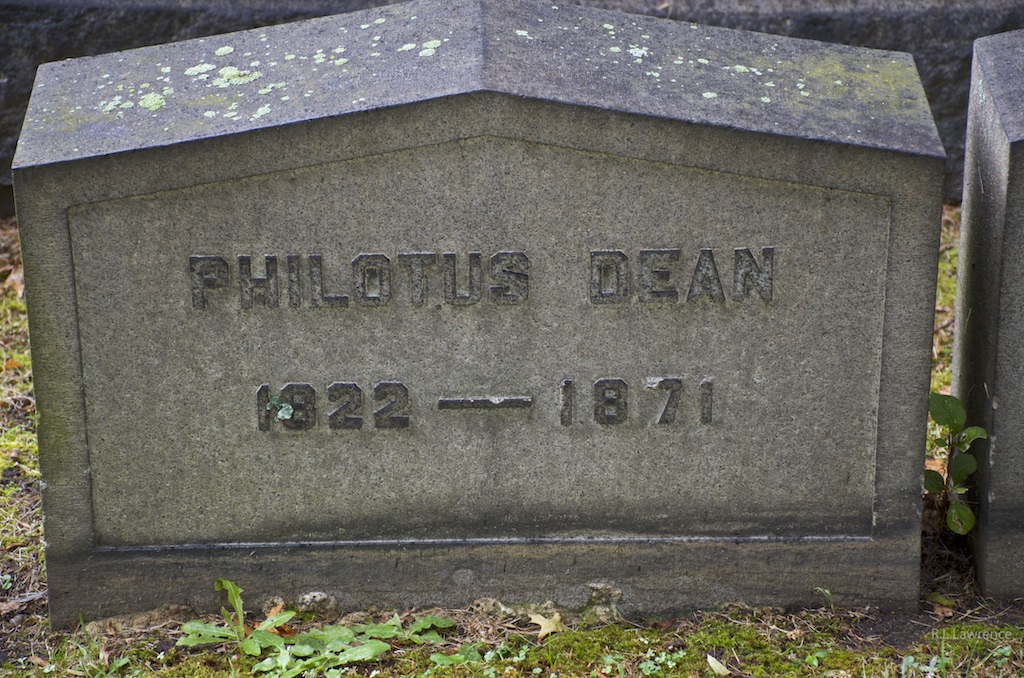 PHILOTUS DEAN
1822 — 1871
R.L. Lawrence